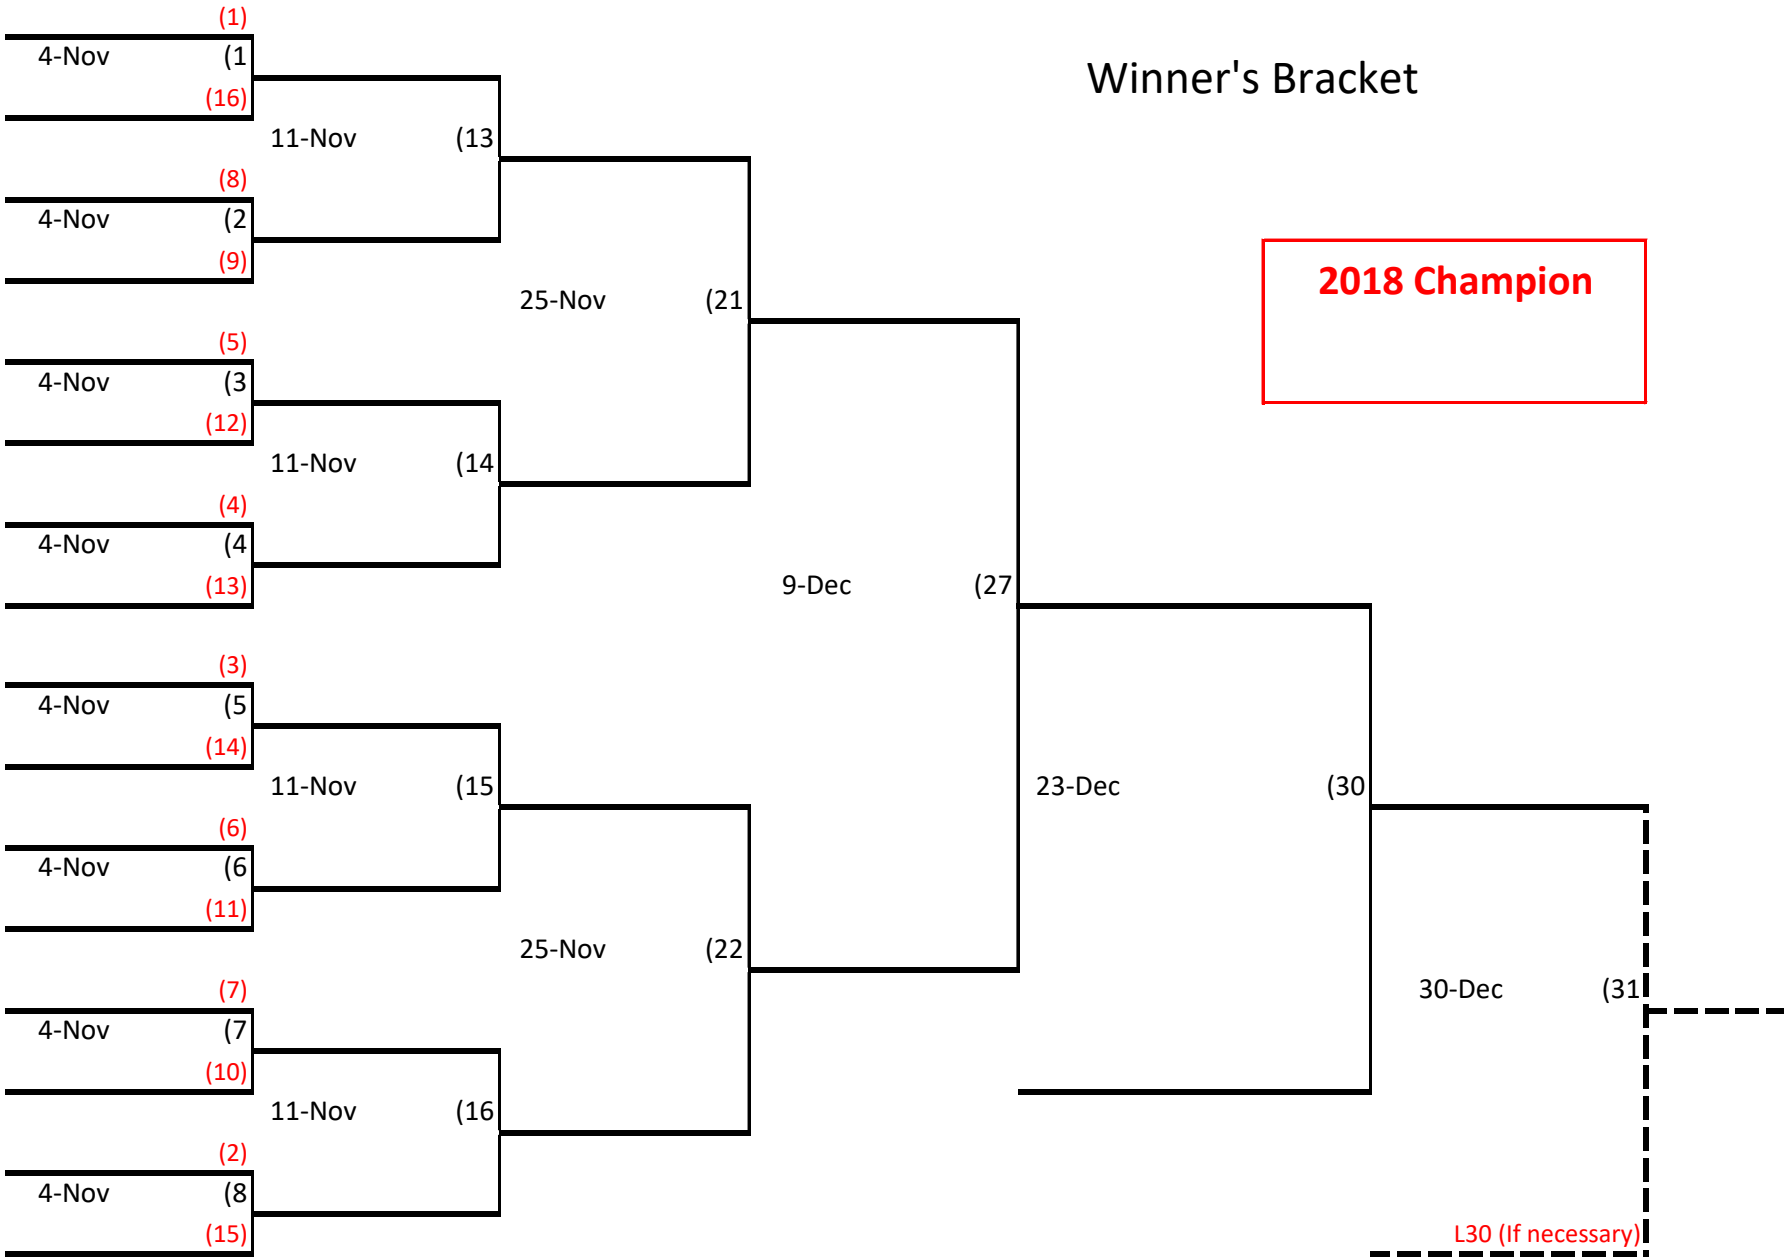 (1)
4-Nov (1
(16)
Winner's Bracket
11-Nov (13
(8)
4-Nov (2
(9)
2018 Champion
25-Nov (21
(5)
4-Nov (3
(12)
11-Nov (14
(4)
4-Nov (4
(13)
9-Dec (27
(3)
4-Nov (5
(14)
11-Nov (15
23-Dec (30
(6)
4-Nov (6
(11)
25-Nov (22
(7)
30-Dec (31
4-Nov (7
(10)
11-Nov (16
(2)
4-Nov (8
(15)
L30 (If necessary)